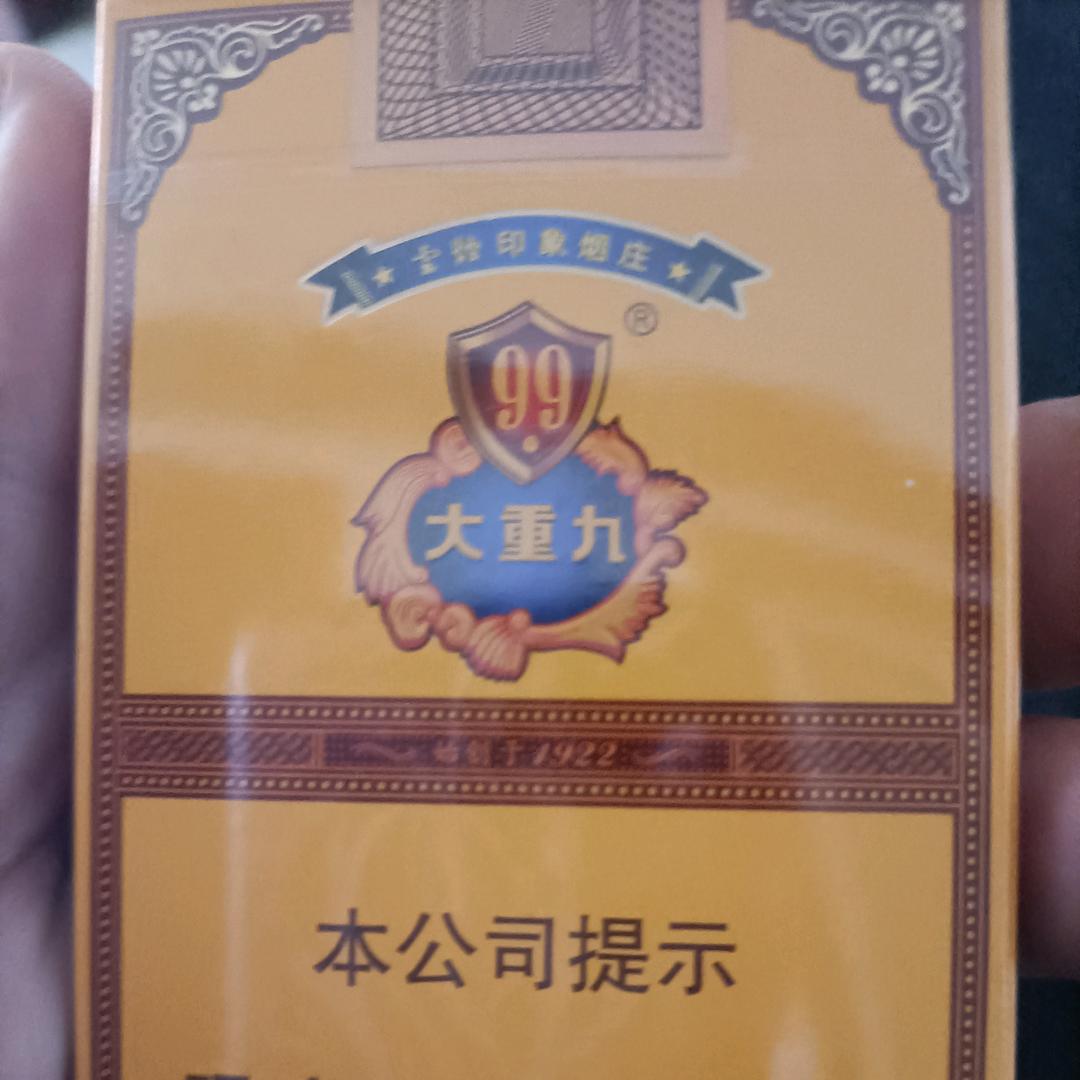 ★ 云烟印象烟庄 ★
®
99
大重九
始创于1922
本公司提示